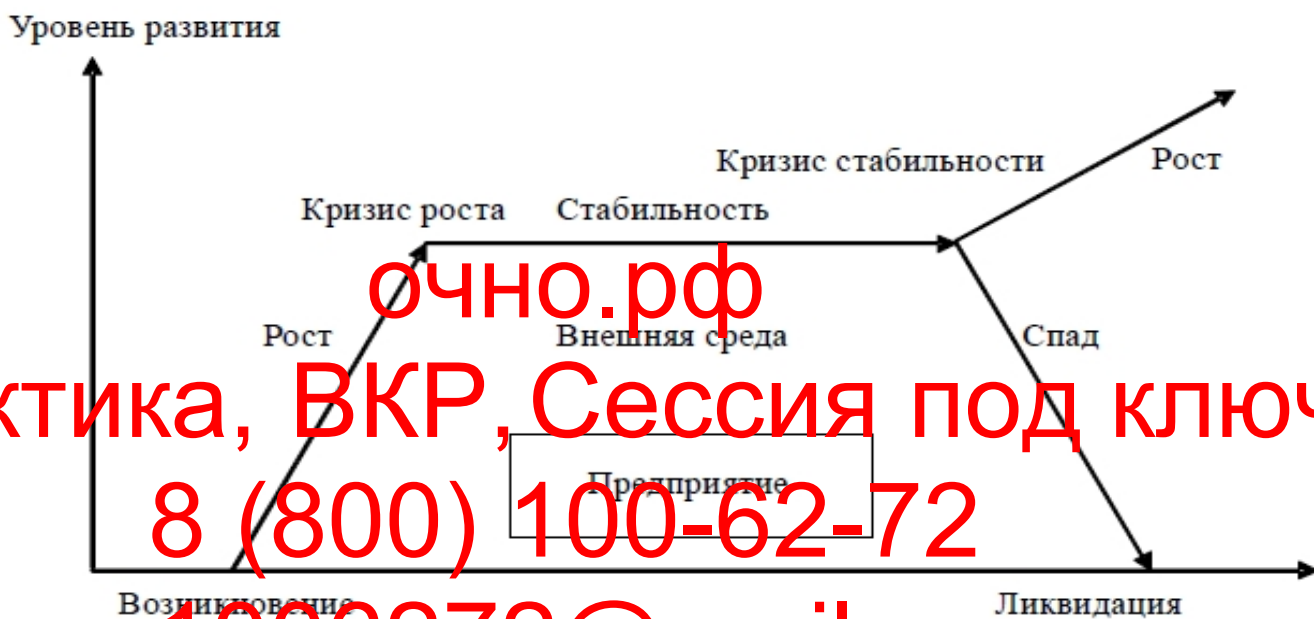 Уровень развития
Кризис стабильности Рост
Кризис роста Стабильность
очно.рф
Рост Внешняя среда Спад
ктика, ВКР, Сессия под ключ
Предприятие
8 (800) 100-62-72
Возникновение Ликвидация